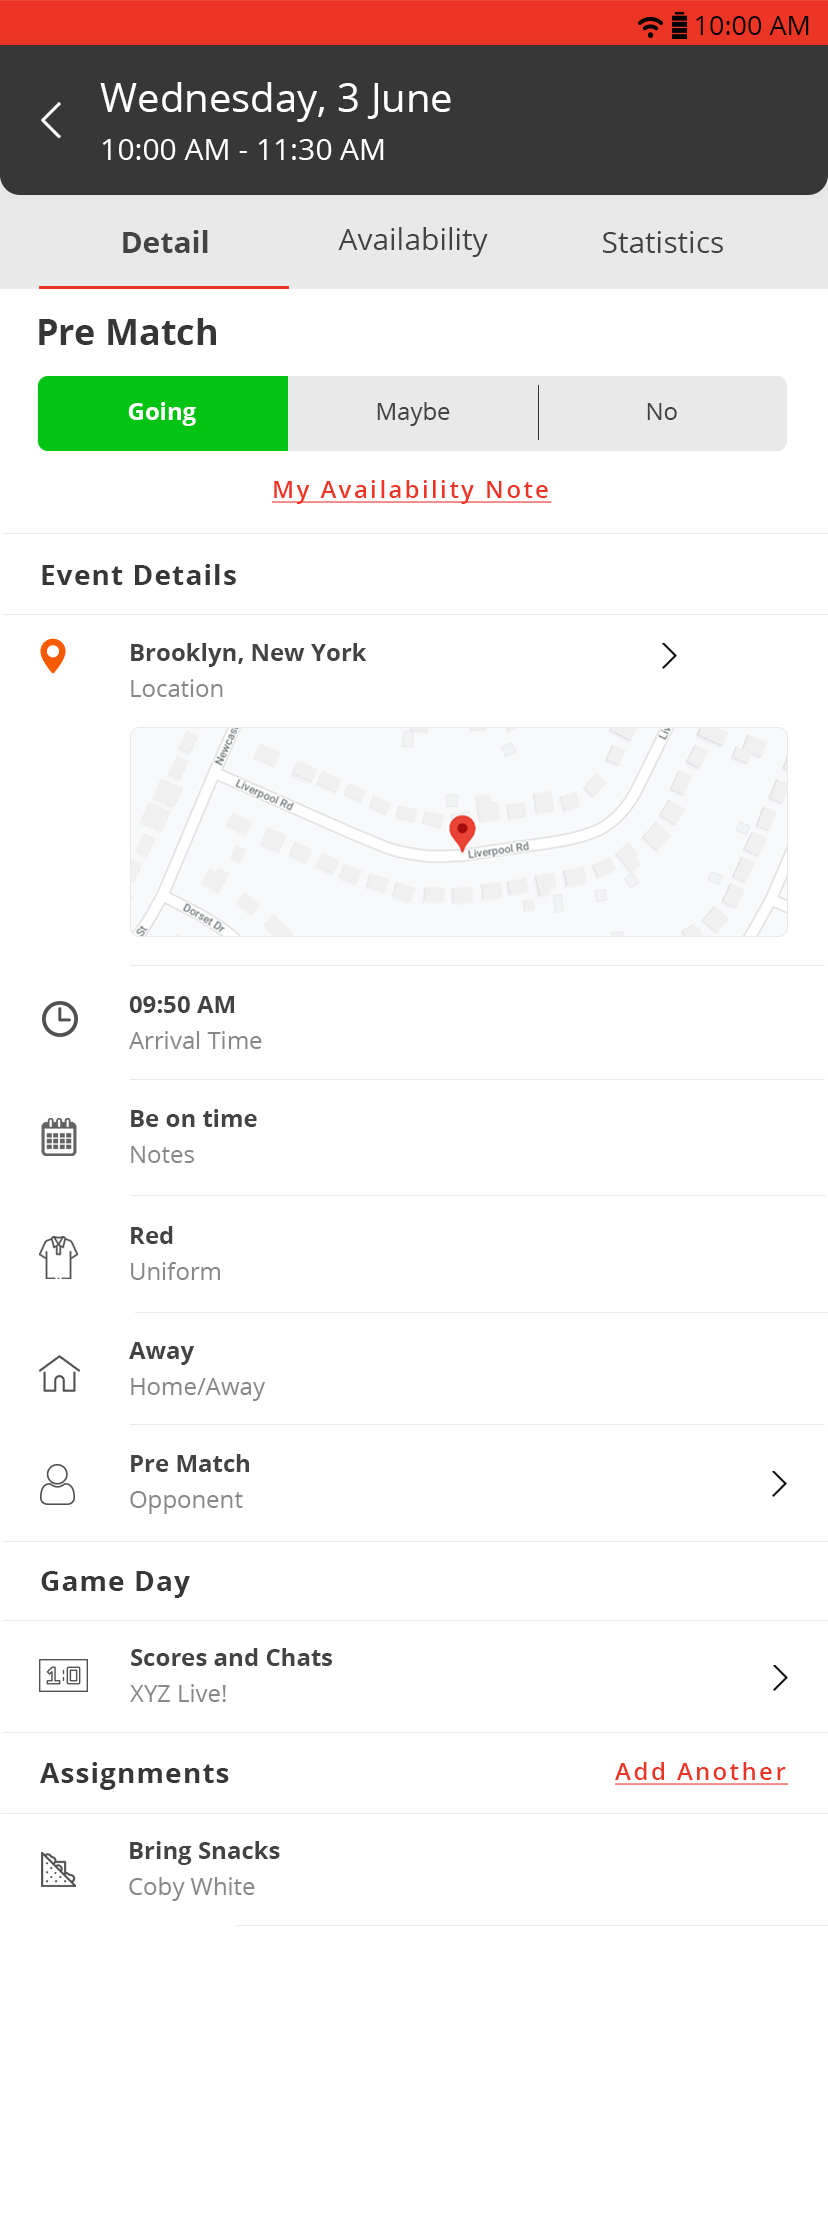 10:00 AM
Wednesday, 3 June
10:00 AM - 11:30 AM
Detail
Availability
Statistics
Pre Match
Going
Maybe
No
My Availability Note
Event Details
Brooklyn, New York
Location
Newcas
Liv
Liverpool Rd
Liverpool Rd
Dorset Dr
St
09:50 AM
Arrival Time
Be on time
Notes
Red
Uniform
Away
Home/Away
Pre Match
Opponent
Game Day
1:0
Scores and Chats
XYZ Live!
Assignments
Add Another
Bring Snacks
Coby White